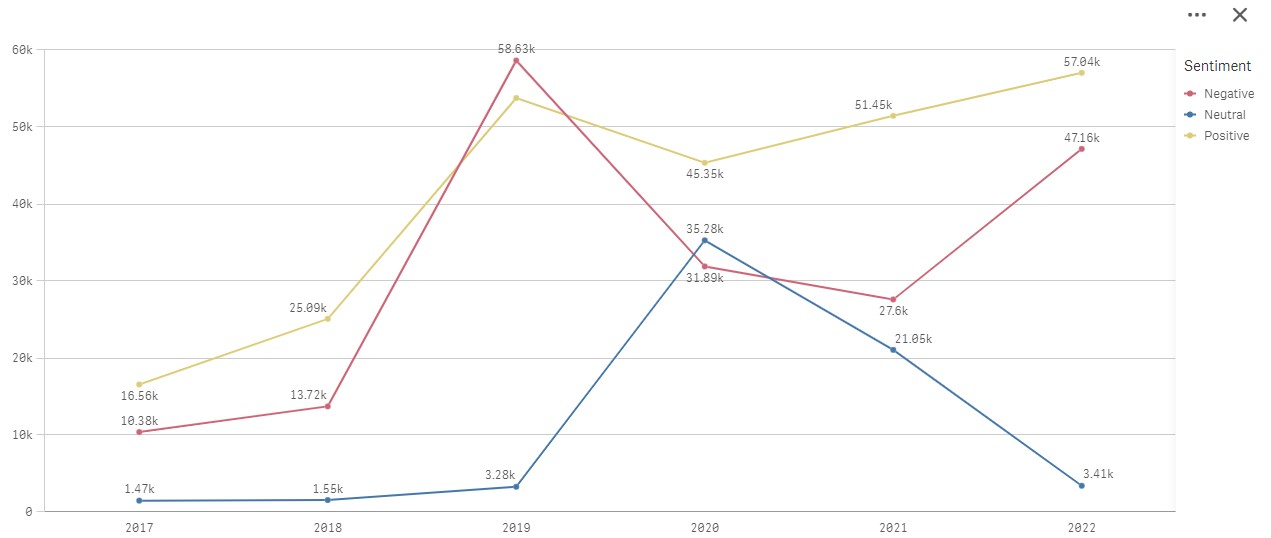 60k
50k
40k
30k
20k
10k
0
58.63k
57.04k
51.45k
47.16k
45.35k
35.28k
31.89k
27.6k
25.09k
21.05k
16.56k
13.72k
10.38k
1.47k
1.55k
3.28k
3.41k
2017
2018
2019
2020
2021
2022
Sentiment
Negative
Neutral
Positive